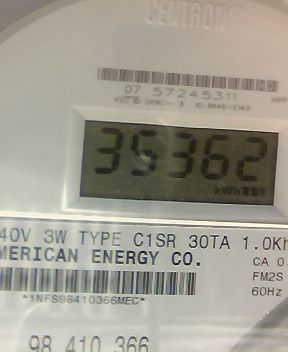 CENTRON®
07 57245311
35362
kWh
40V 3W TYPE C1SR 30TA 1.0Kh
MERICAN ENERGY CO.
CA 0.
FM2S
60Hz
*1NFS98410366MEC*
98 410 366